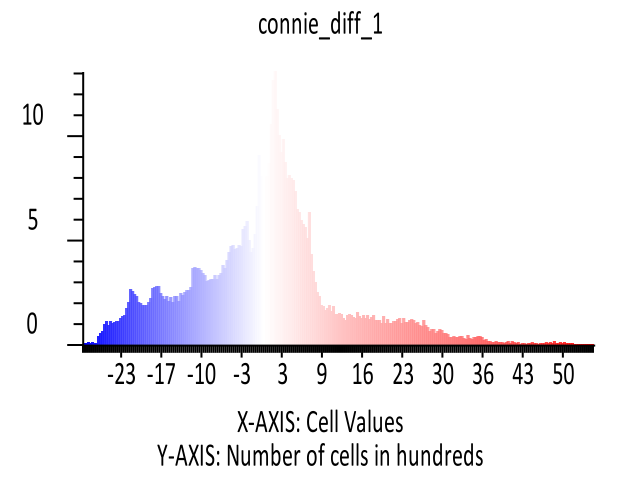 connie_diff_1
10
5
0
-23 -17 -10 -3 3 9 16 23 30 36 43 50
X-AXIS: Cell Values
Y-AXIS: Number of cells in hundreds